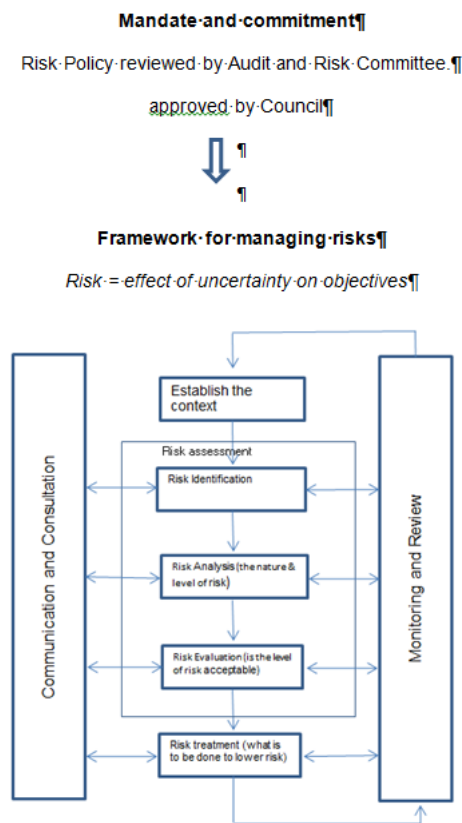 Mandate·and·commitment¶
Risk·Policy·reviewed·by·Audit·and·Risk·Committee.¶
approved·by·Council¶
¶
¶
Framework·for·managing·risks¶
Risk·=·effect·of·uncertainty·on·objectives¶
Establish the
context
Risk assessment
Risk Identification
Risk Analysis (the nature &
level of risk)
Risk Evaluation (is the level
of risk acceptable)
Risk treatment (what is
to be done to lower risk)
Communication and Consultation
Monitoring and Review